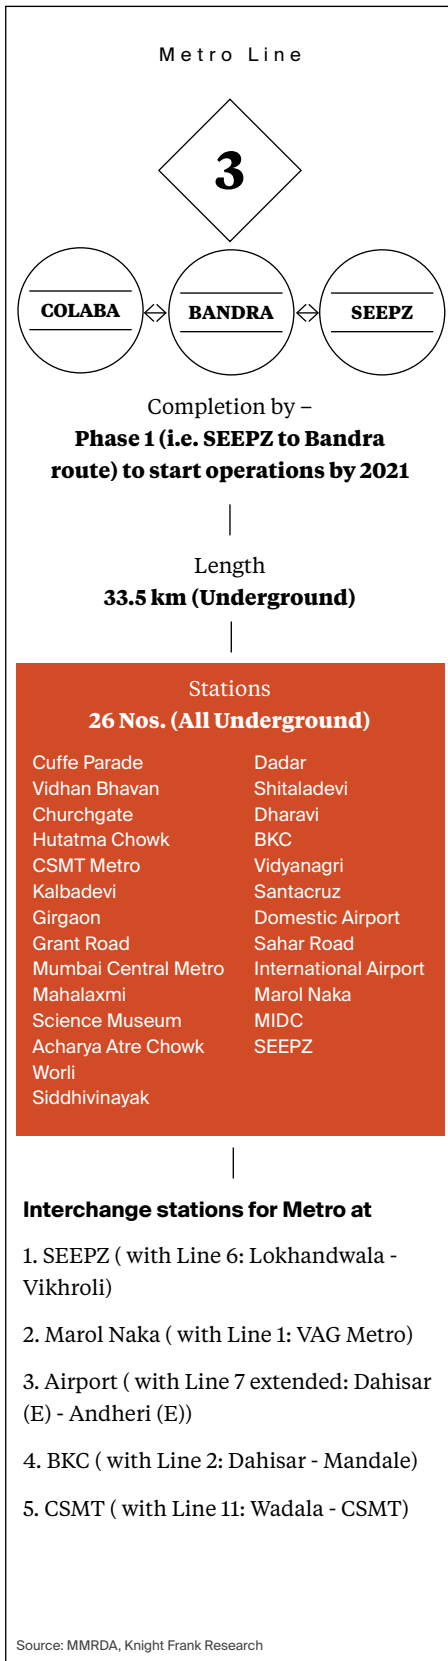 Metro Line
3
COLABA
BANDRA
SEEPZ
Completion by –
Phase 1 (i.e. SEEPZ to Bandra
route) to start operations by 2021
Length
33.5 km (Underground)
Stations
26 Nos. (All Underground)
Cuffe Parade
Vidhan Bhavan
Churchgate
Hutatma Chowk
CSMT Metro
Kalbadevi
Girgaon
Grant Road
Mumbai Central Metro
Mahalaxmi
Science Museum
Acharya Atre Chowk
Worli
Siddhivinayak
Dadar
Shitaladevi
Dharavi
BKC
Vidyanagri
Santacruz
Domestic Airport
Sahar Road
International Airport
Marol Naka
MIDC
SEEPZ
Interchange stations for Metro at
1. SEEPZ ( with Line 6: Lokhandwala -
Vikhroli)
2. Marol Naka ( with Line 1: VAG Metro)
3. Airport ( with Line 7 extended: Dahisar
(E) - Andheri (E))
4. BKC ( with Line 2: Dahisar - Mandale)
5. CSMT ( with Line 11: Wadala - CSMT)
Source: MMRDA, Knight Frank Research